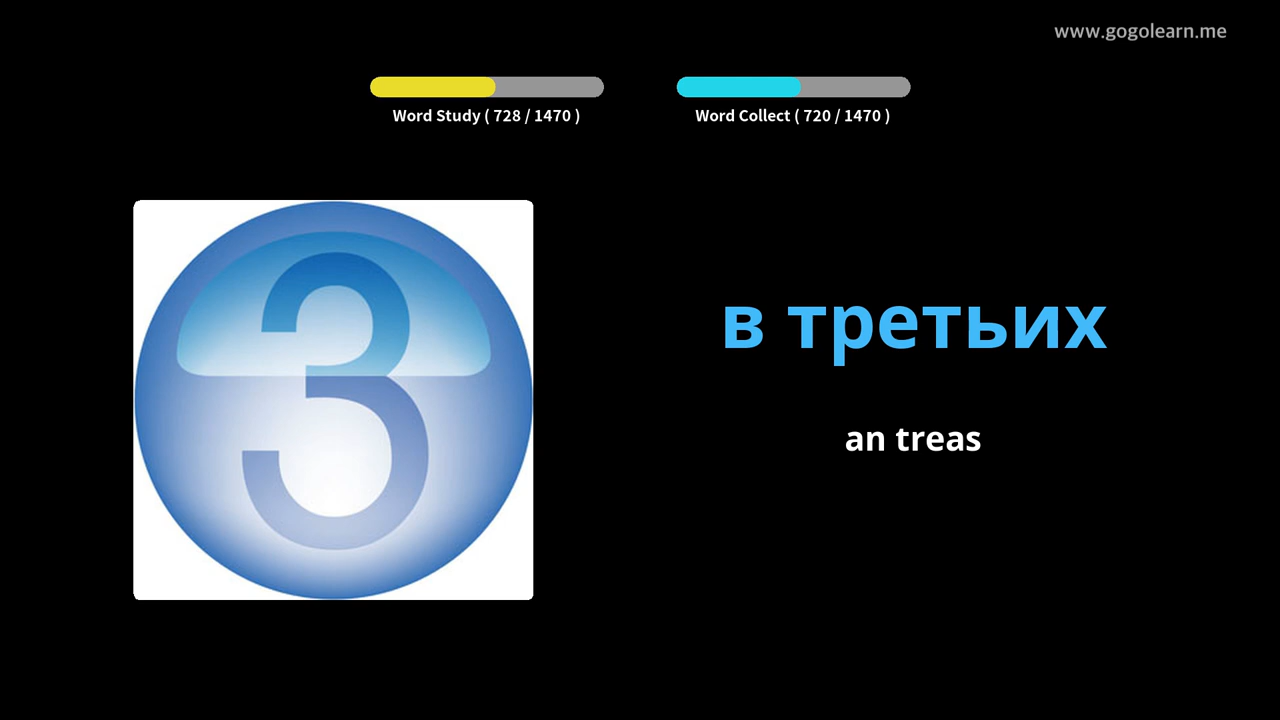 www.gogolearn.me
Word Study ( 728 / 1470 )
Word Collect ( 720 / 1470 )
3
в третьих
an treas